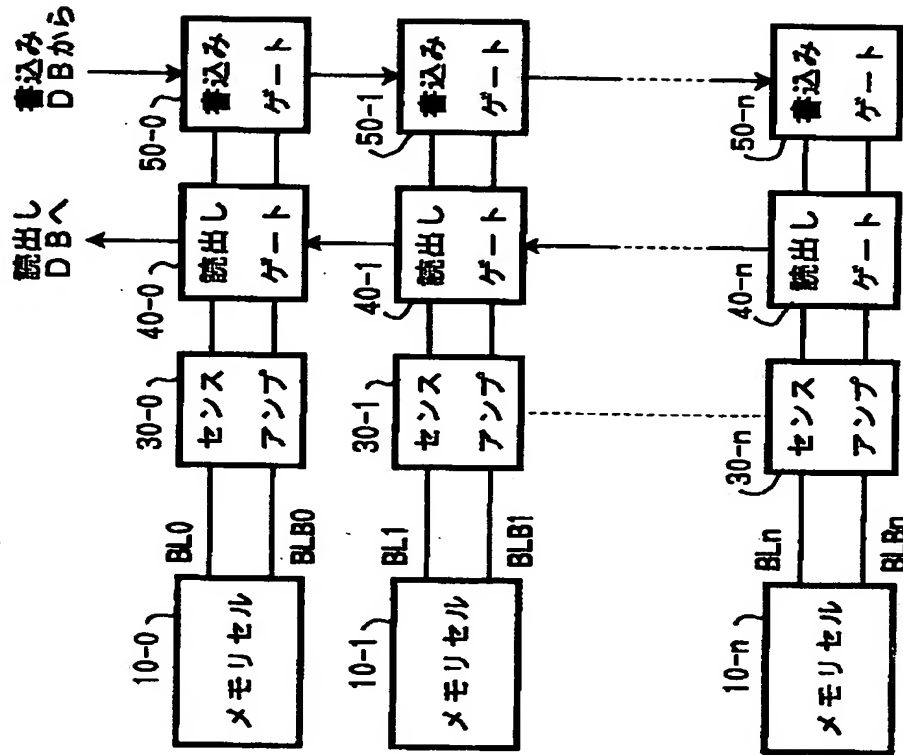 読出し
DBへ
書込み
DBから
10-0
メモリセル
BL0
BLB0
30-0
センス
アンプ
40-0
読出し
ゲート
50-0
書込み
ゲート
10-1
メモリセル
BL1
BLB1
30-1
センス
アンプ
40-1
読出し
ゲート
50-1
書込み
ゲート
10-n
メモリセル
BLn
BLBn
30-n
センス
アンプ
40-n
読出し
ゲート
50-n
書込み
ゲート